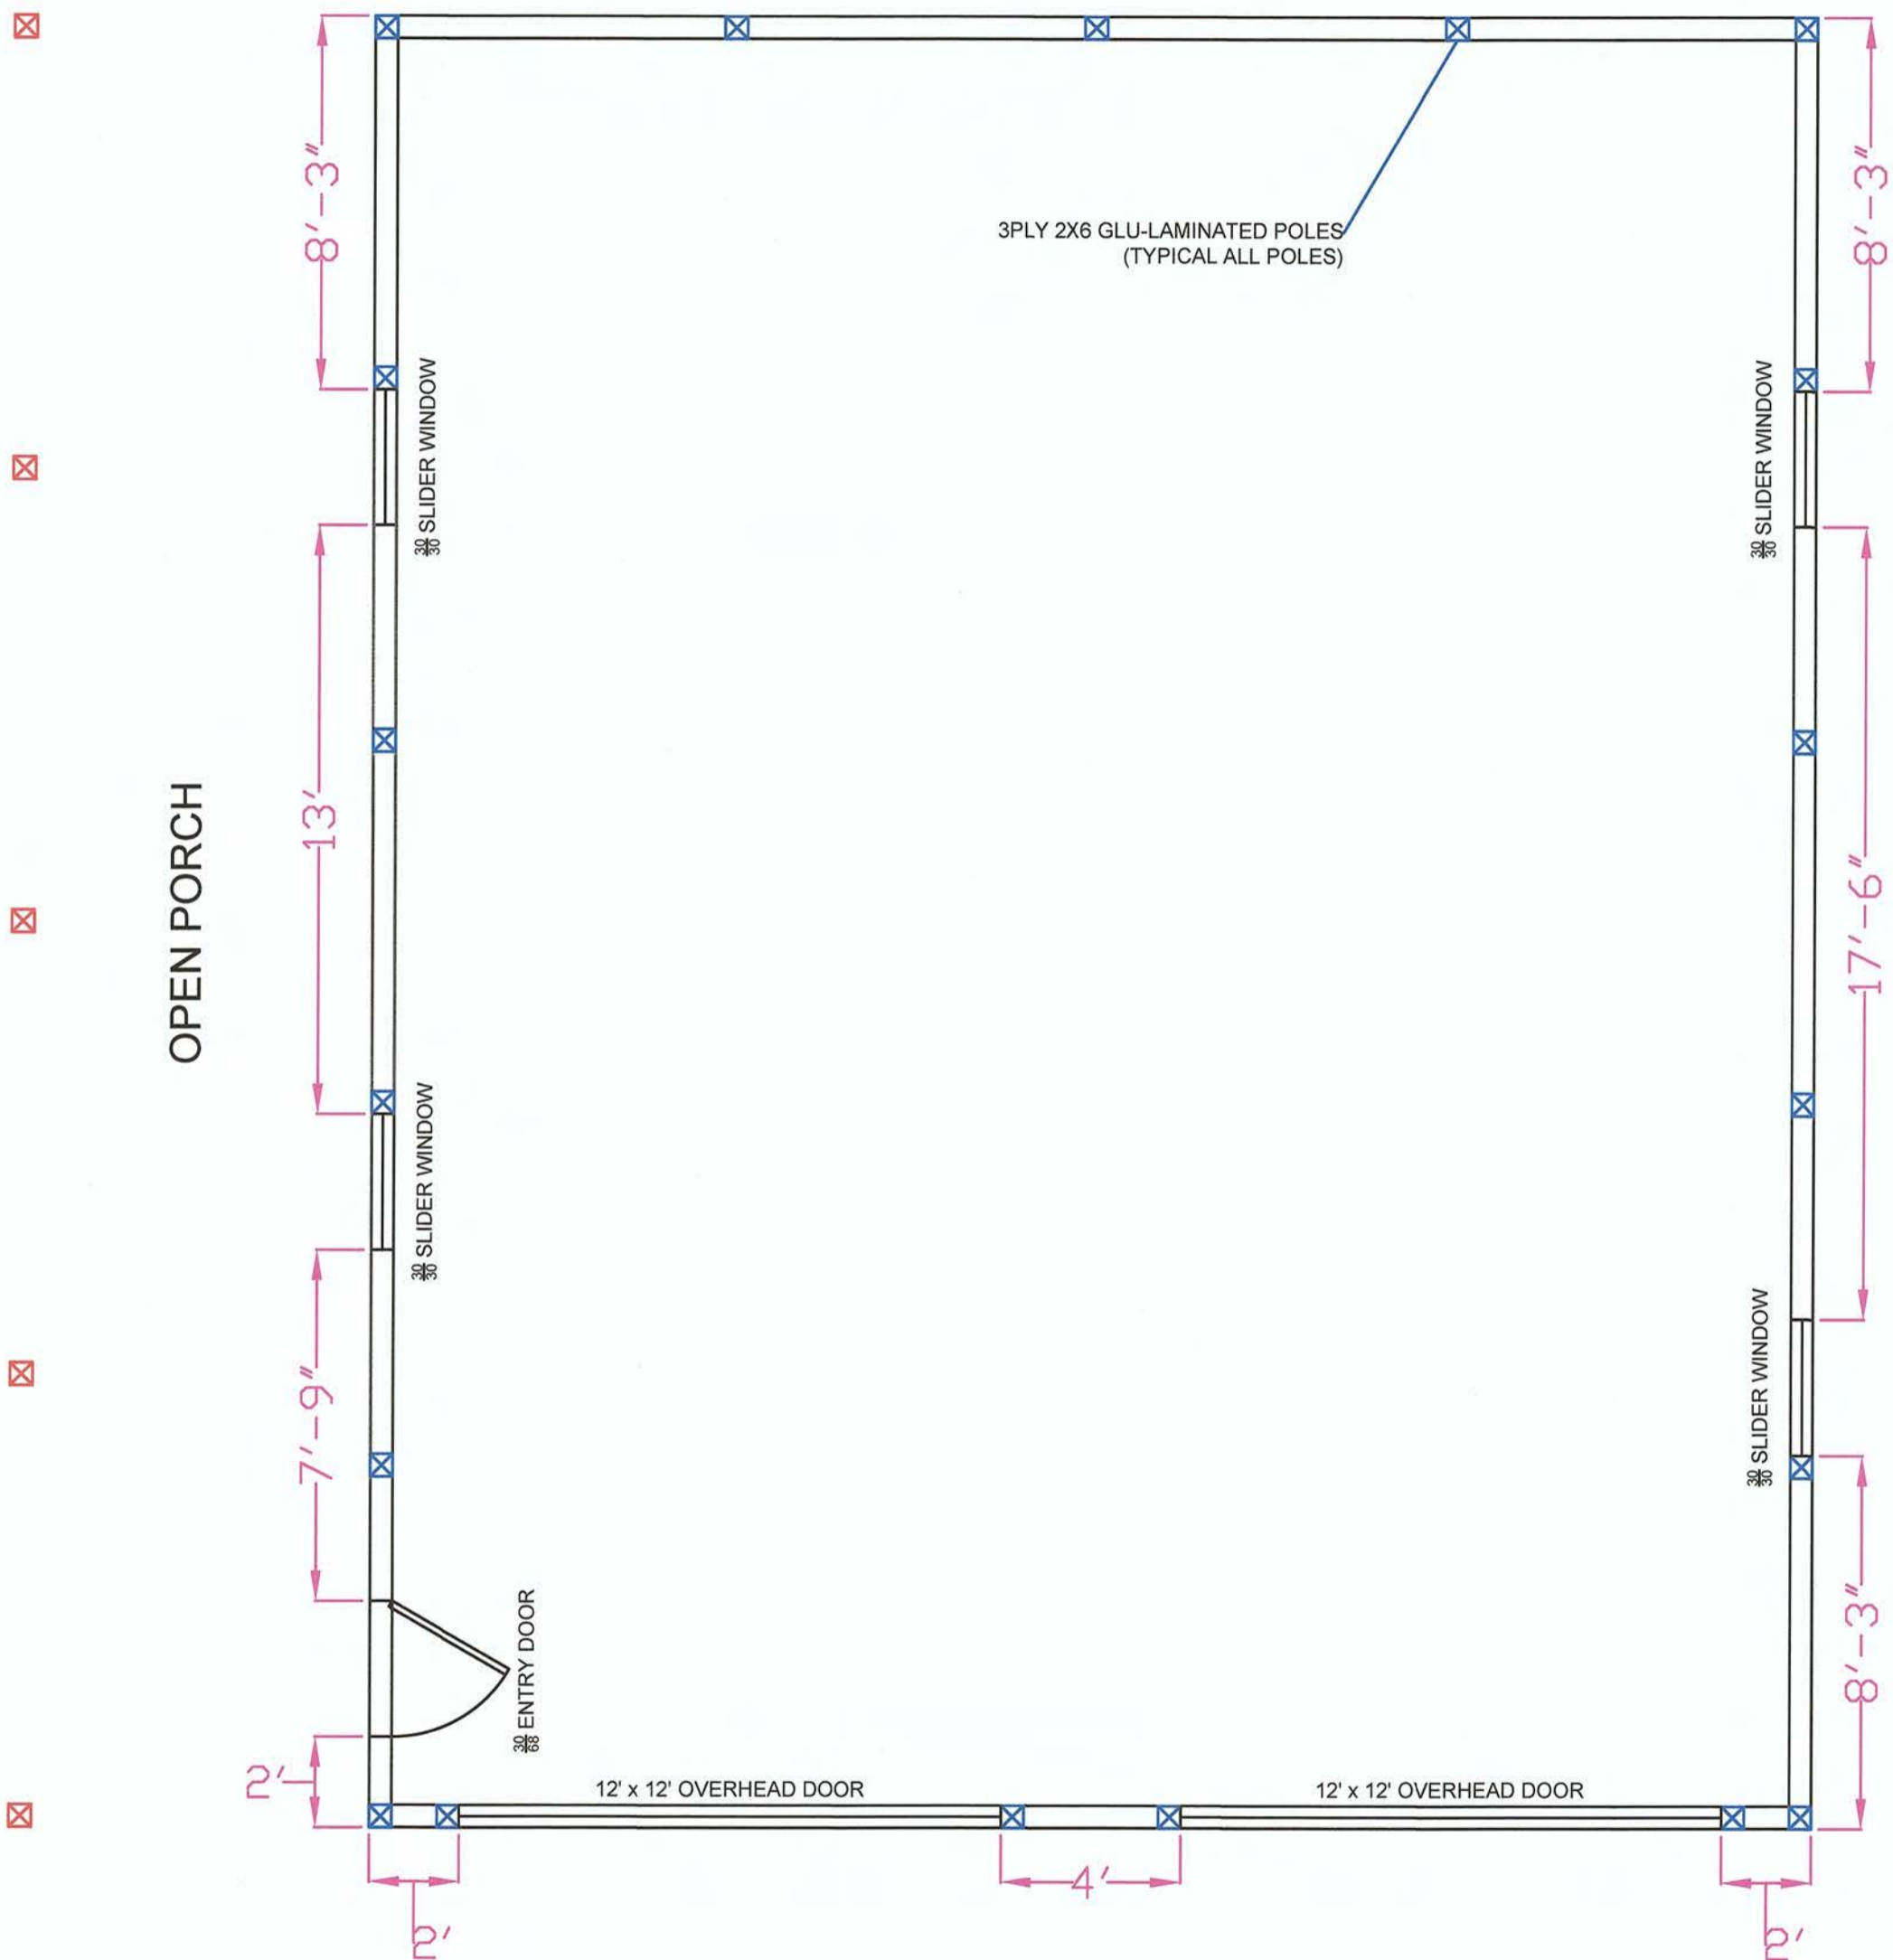 8'-3"
8'-3"
3PLY 2X6 GLU-LAMINATED POLES
(TYPICAL ALL POLES)
30
30 SLIDER WINDOW
30
30 SLIDER WINDOW
OPEN PORCH
13'
17'-6"
30
30 SLIDER WINDOW
30
30 SLIDER WINDOW
7'-9"
30
68 ENTRY DOOR
8'-3"
2'
12' x 12' OVERHEAD DOOR
12' x 12' OVERHEAD DOOR
2'
4'
2'